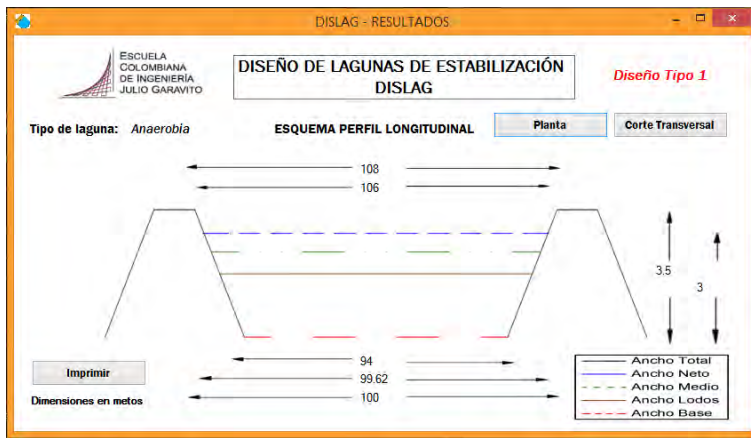 DISLAG - RESULTADOS
ESCUELA
COLOMBIANA
DE INGENIERÍA
JULIO GARAVITO
DISEÑO DE LAGUNAS DE ESTABILIZACIÓN
DISLAG
Diseño Tipo 1
Tipo de laguna: Anaerobia
ESQUEMA PERFIL LONGITUDINAL
Planta
Corte Transversal
108
106
3.5
3
94
99.62
100
Imprimir
Dimensiones en metos
Ancho Total
Ancho Neto
Ancho Medio
Ancho Lodos
Ancho Base